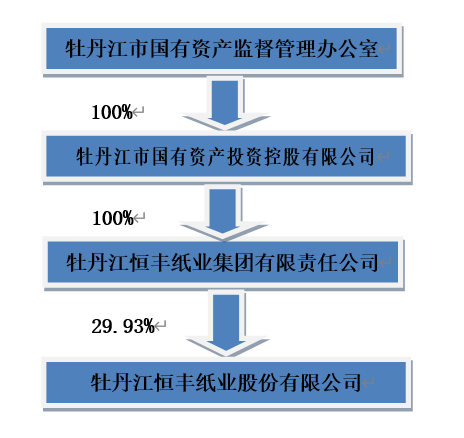 牡丹江市国有资产监督管理办公室
100%
牡丹江市国有资产投资控股有限公司
100%
牡丹江恒丰纸业集团有限责任公司
29.93%
牡丹江恒丰纸业股份有限公司